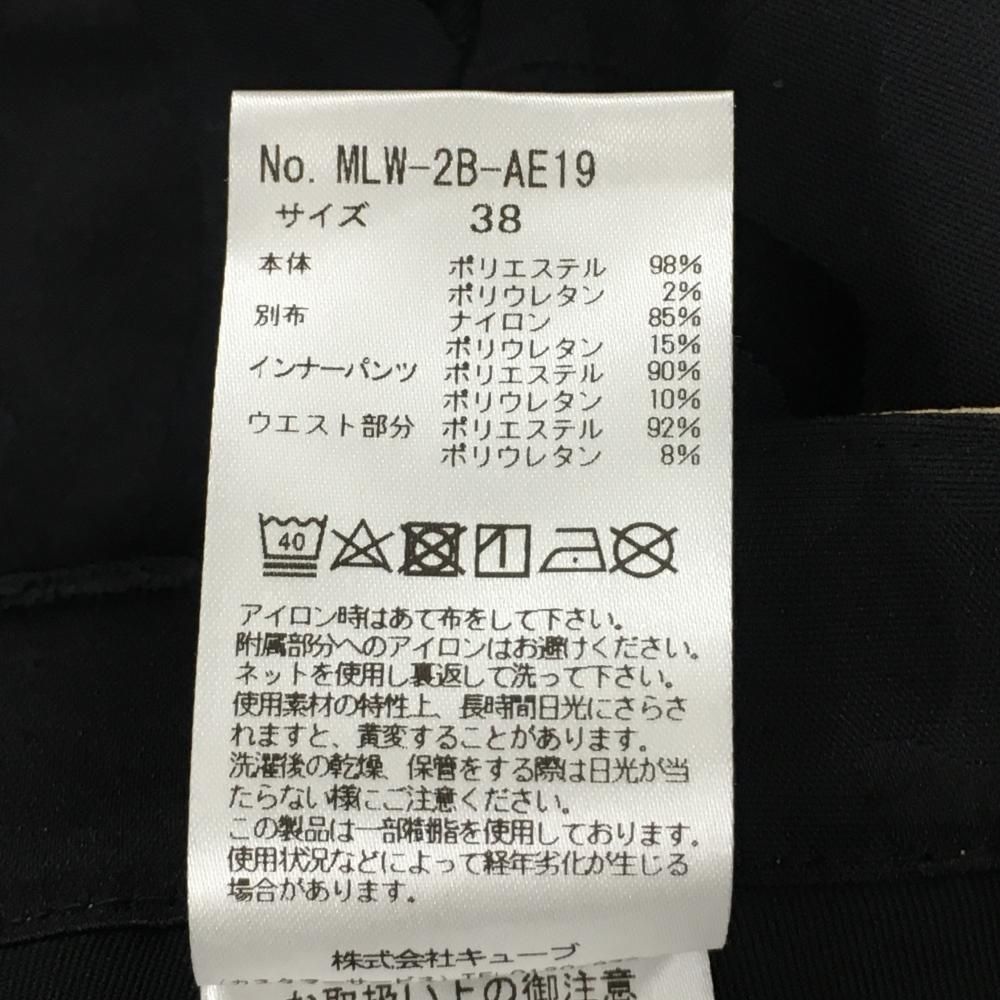 No. MLW-2B-AE19
サイズ 38
本体 ポリエステル 98%
ポリウレタン 2%
別布 ナイロン 85%
ポリウレタン 15%
インナーパンツ ポリエステル 90%
ポリウレタン 10%
ウエスト部分 ポリエステル 92%
ポリウレタン 8%
40
アイロン時はあて布をして下さい。
附属部分へのアイロンはお避けください。
ネットを使用し裏返して洗って下さい。
使用素材の特性上、長時間日光にさらさ
れますと、黄変することがあります。
洗濯後の乾燥、保管をする際は日光が当
たらない様にご注意ください。
この製品は一部樹脂を使用しております。
使用状況などによって経年劣化が生じる
場合があります。
株式会社キューブ
お取扱い上の御注意